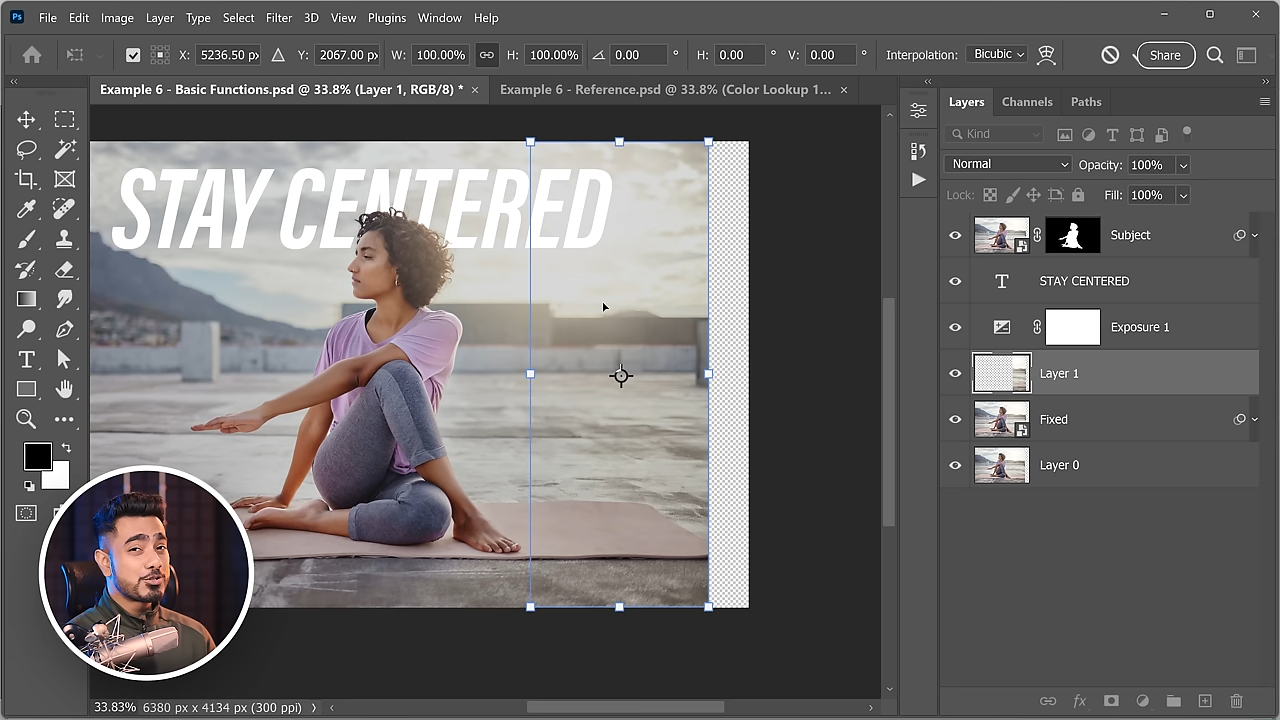 Ps File Edit Image Layer Type Select Filter 3D View Plugins Window Help
X: 5236.50 p Y: 2067.00 px W: 100.00% H: 100.00% 0.00 ° H: 0.00 ° V: 0.00 ° Interpolation: Bicubic Share
Example 6 - Basic Functions.psd @ 33.8% (Layer 1, RGB/8) * × Example 6 - Reference.psd @ 33.8% (Color Lookup 1... ×
STAY CENTERED
33.83% 6380 px x 4134 px (300 ppi)
Layers Channels Paths
Kind
Normal Opacity: 100%
Lock: Fill: 100%
Subject
T STAY CENTERED
Exposure 1
Layer 1
Fixed
Layer 0
fx